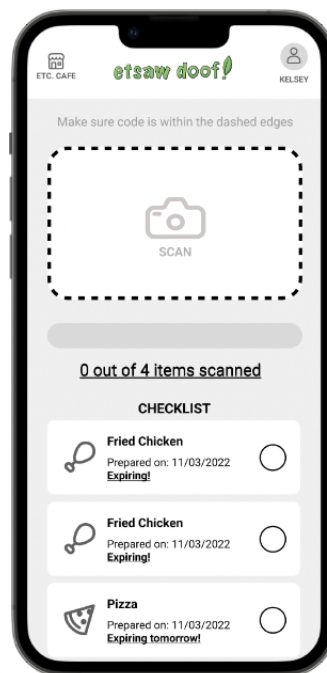 etsaw doof!
ETC. CAFE
KELSEY
Make sure code is within the dashed edges
SCAN
0 out of 4 items scanned
CHECKLIST
Fried Chicken
Prepared on: 11/03/2022
Expiring!
Fried Chicken
Prepared on: 11/03/2022
Expiring!
Pizza
Prepared on: 11/03/2022
Expiring tomorrow!